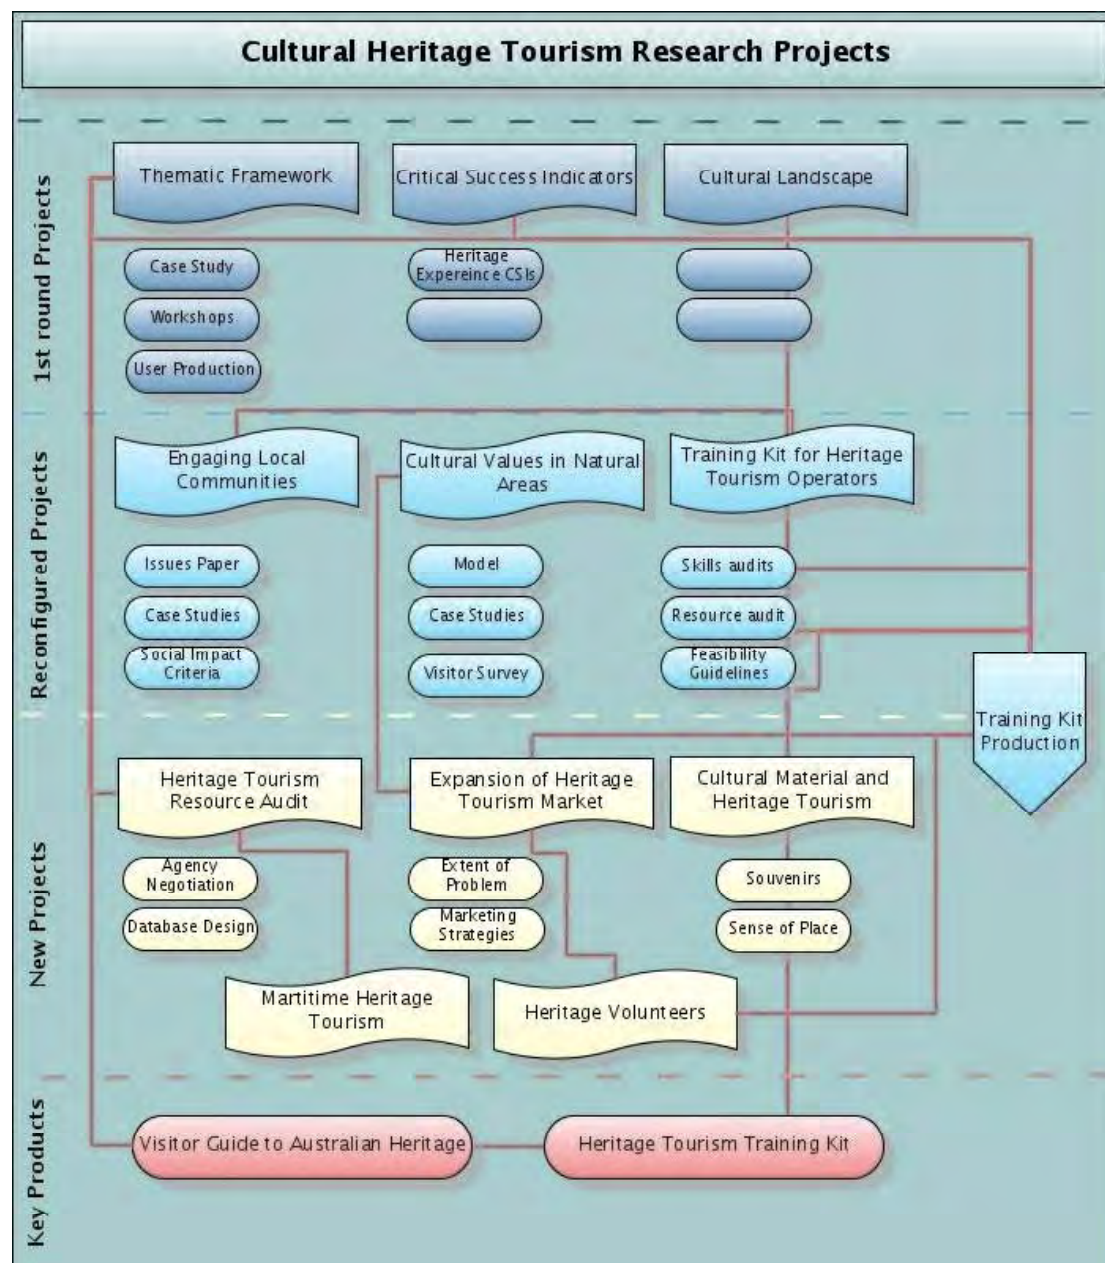 Cultural Heritage Tourism Research Projects
1st round Projects
Thematic Framework
Critical Success Indicators
Cultural Landscape
Case Study
Workshops
User Production
Heritage
Expereince CSIs
Reconfigured Projects
Engaging Local
Communities
Cultural Values in Natural
Areas
Training Kit for Heritage
Tourism Operators
Issues Paper
Case Studies
Social Impact
Criteria
Model
Case Studies
Visitor Survey
Skills audits
Resource audit
Feasibility
Guidelines
Training Kit
Production
New Projects
Heritage Tourism
Resource Audit
Expansion of Heritage
Tourism Market
Cultural Material and
Heritage Tourism
Agency
Negotiation
Database Design
Extent of
Problem
Marketing
Strategies
Souvenirs
Sense of Place
Martitime Heritage
Tourism
Heritage Volunteers
Key Products
Visitor Guide to Australian Heritage
Heritage Tourism Training Kit